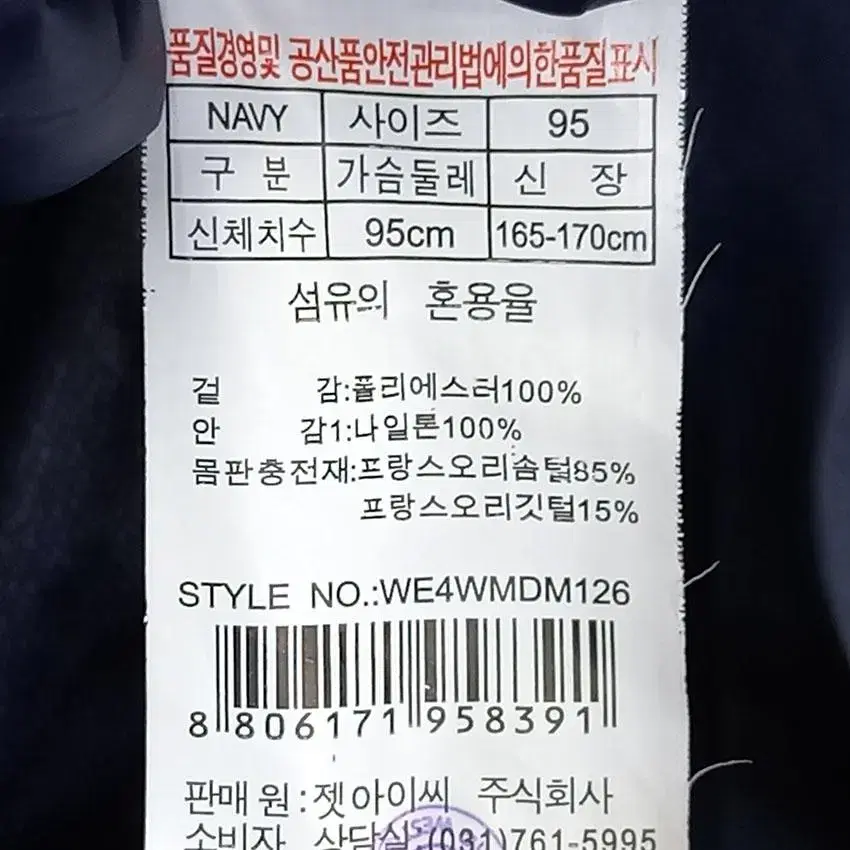 품질경영및 공산품안전관리법에의한품질표시
NAVY 사이즈 95
구 분 가슴둘레 신 장
신체치수 95cm 165-170cm
섬유의 혼용율
겉 감:폴리에스터100%
안 감1:나일론100%
몸판충전재:프랑스오리솜털85%
프랑스오리깃털15%
STYLE NO.:WE4WMDM126
8 806171 958391
판매원:젯아이씨 주식회사
소비자 상담실 (031)761-5995